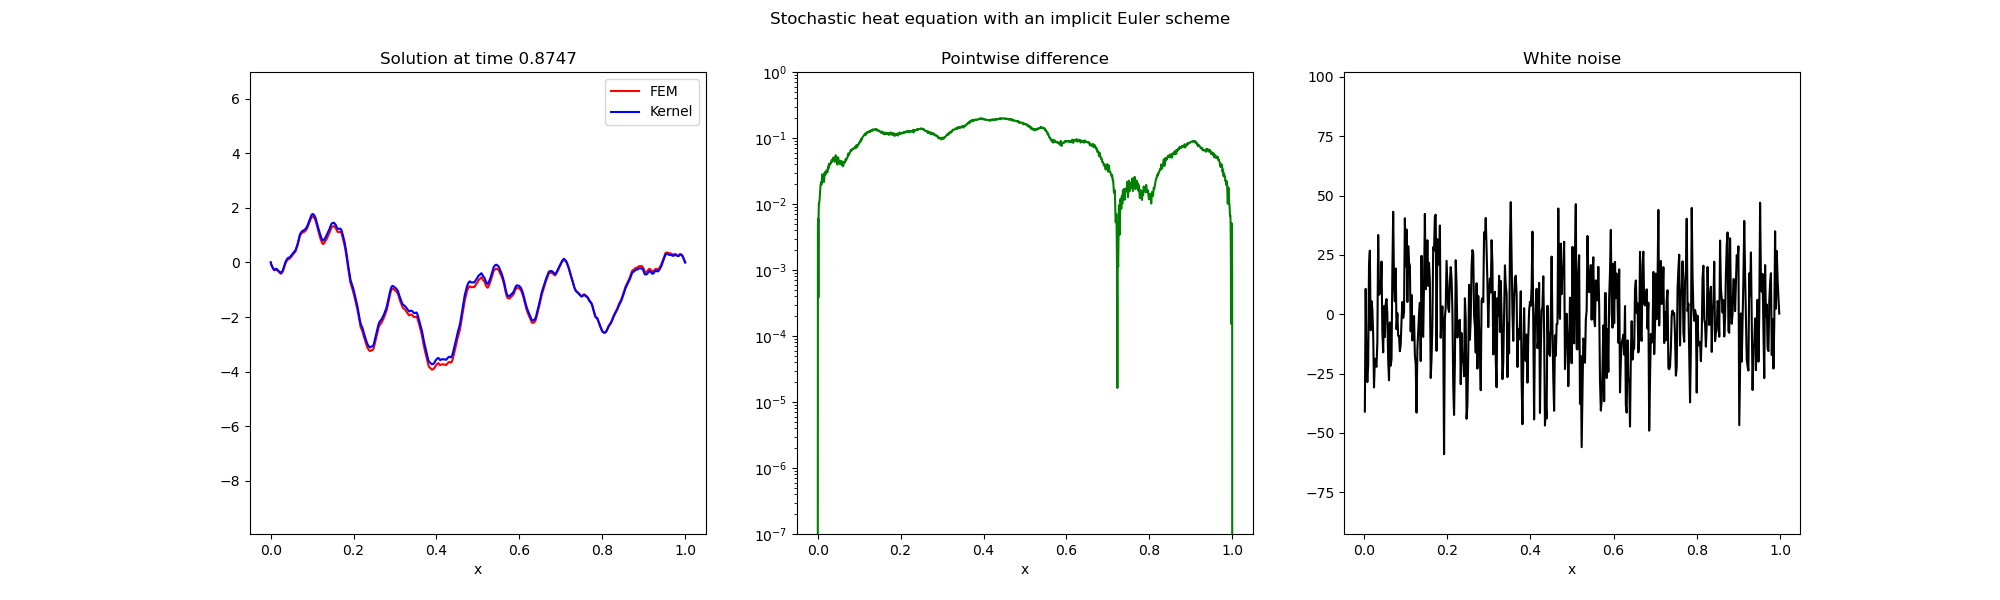 Stochastic heat equation with an implicit Euler scheme
Solution at time 0.8747
FEM
Kernel
6
4
2
0
−2
−4
−6
−8
0.0 0.2 0.4 0.6 0.8 1.0
x
Pointwise difference
10⁰
10⁻¹
10⁻²
10⁻³
10⁻⁴
10⁻⁵
10⁻⁶
10⁻⁷
0.0 0.2 0.4 0.6 0.8 1.0
x
White noise
100
75
50
25
0
−25
−50
−75
0.0 0.2 0.4 0.6 0.8 1.0
x